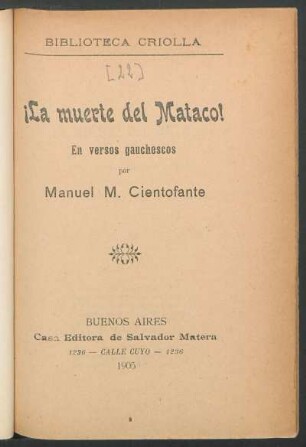 BIBLIOTECA CRIOLLA
[22]
¡La muerte del Mataco!
En versos gauchescos
por
Manuel M. Cientofante
BUENOS AIRES
Casa Editora de Salvador Matera
1226 — CALLE CUYO — 1236
1905